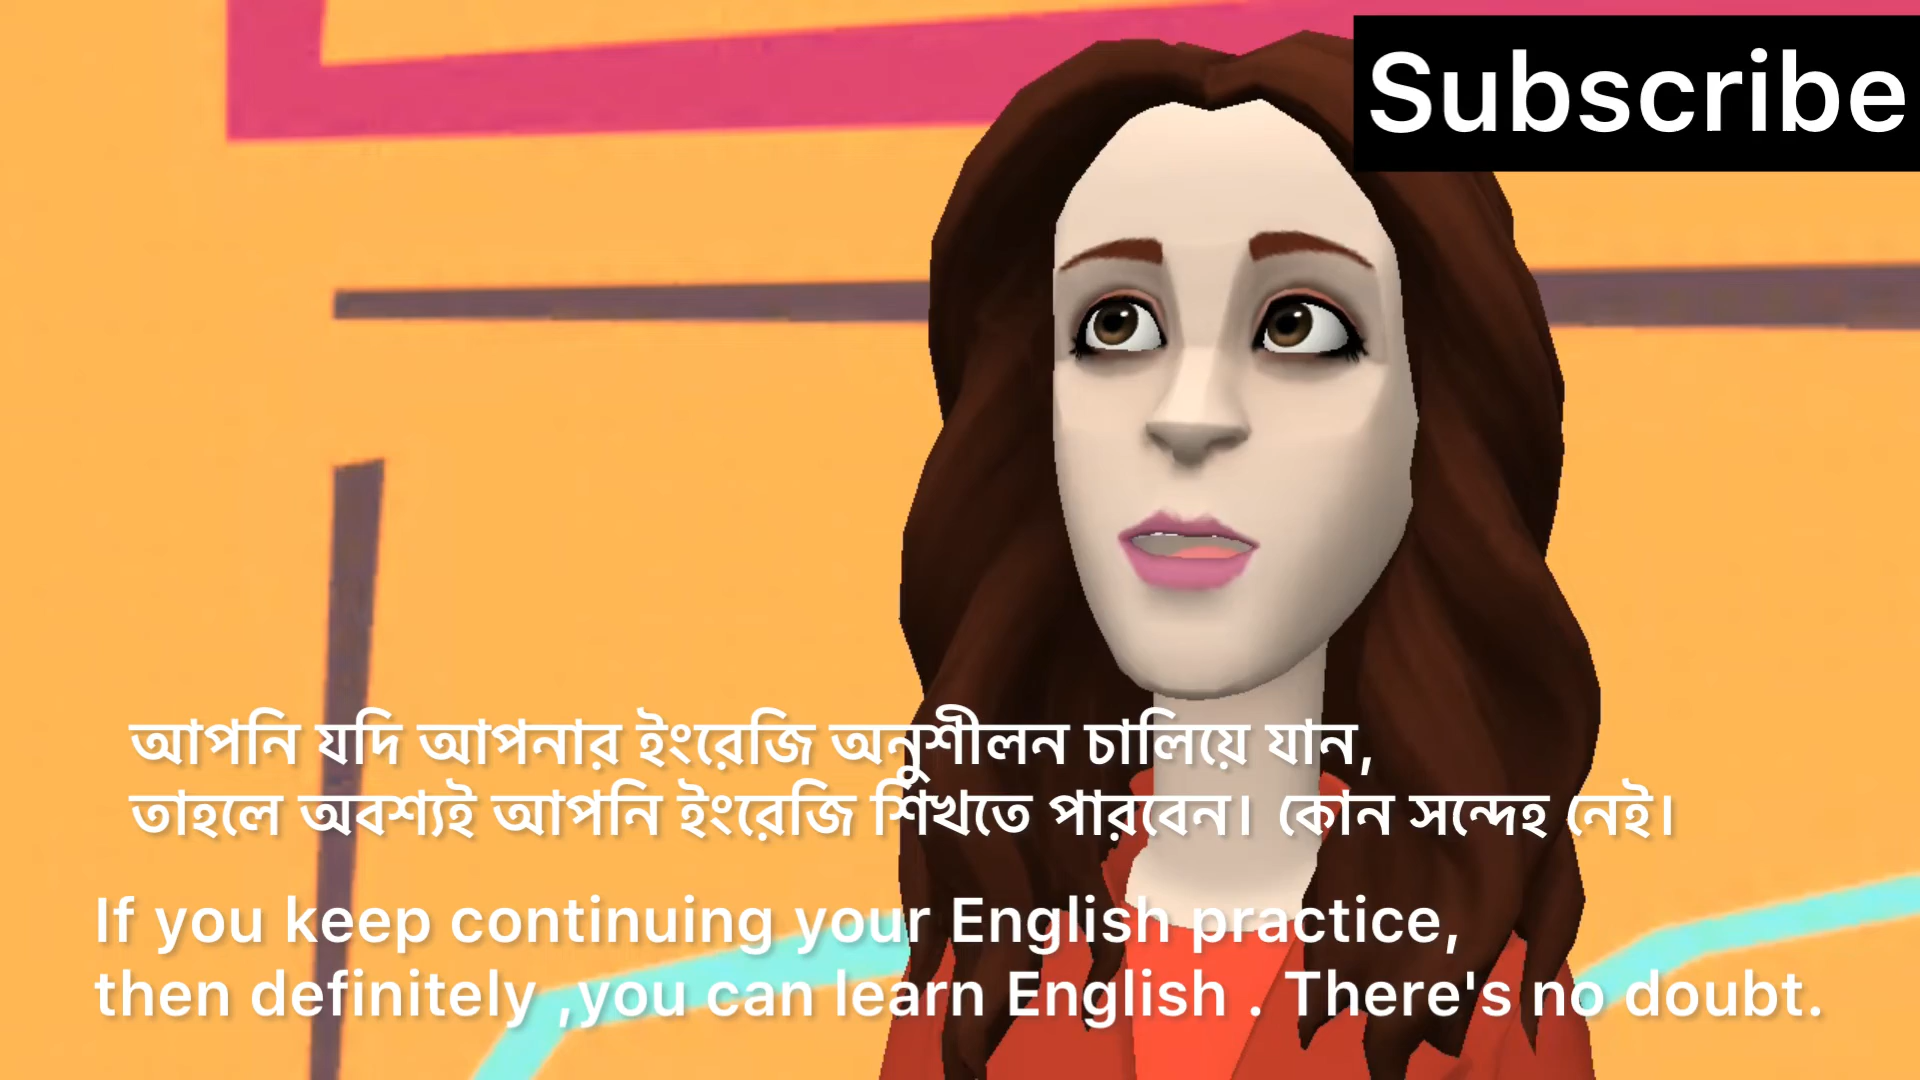 Subscribe
আপনি যদি আপনার ইংরেজি অনুশীলন চালিয়ে যান,
তাহলে অবশ্যই আপনি ইংরেজি শিখতে পারবেন। কোন সন্দেহ নেই।
If you keep continuing your English practice,
then definitely ,you can learn English . There's no doubt.